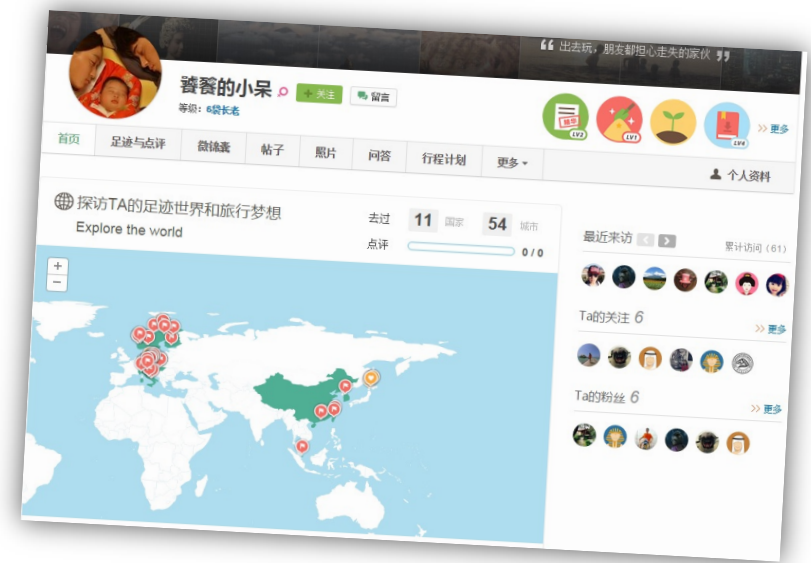 ❝ 出去玩，朋友都担心走失的家伙 ❞
饕餮的小呆
+ 关注
留言
等级：6袋长老
LV2
LV1
LV4
>> 更多
首页
足迹与点评
微锦囊
帖子
照片
问答
行程计划
更多
个人资料
探访TA的足迹世界和旅行梦想
Explore the world
去过
11 国家
54 城市
点评
0 / 0
+
−
最近来访
< >
累计访问（61）
Ta的关注 6
>> 更多
Ta的粉丝 6
>> 更多